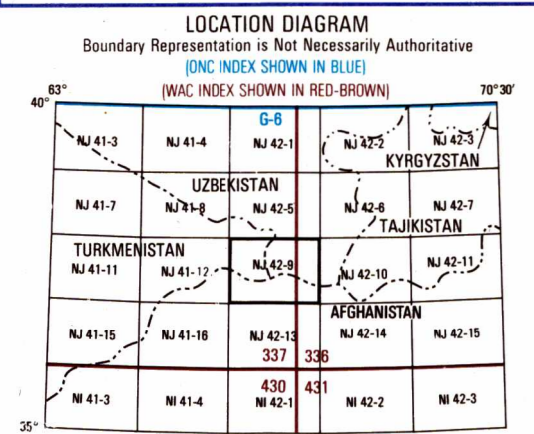 LOCATION DIAGRAM
Boundary Representation is Not Necessarily Authoritative
(ONC INDEX SHOWN IN BLUE)
(WAC INDEX SHOWN IN RED-BROWN)
63° 70°30'
40°
G-6
NJ 41-3 NJ 41-4 NJ 42-1 NJ 42-2 NJ 42-3
KYRGYZSTAN
UZBEKISTAN
NJ 41-7 NJ 41-8 NJ 42-5 NJ 42-6 NJ 42-7
TAJIKISTAN
TURKMENISTAN
NJ 41-11 NJ 41-12 NJ 42-9 NJ 42-10 NJ 42-11
AFGHANISTAN
NJ 41-15 NJ 41-16 NJ 42-13 NJ 42-14 NJ 42-15
337 336
430 431
NI 41-3 NI 41-4 NI 42-1 NI 42-2 NI 42-3
35°